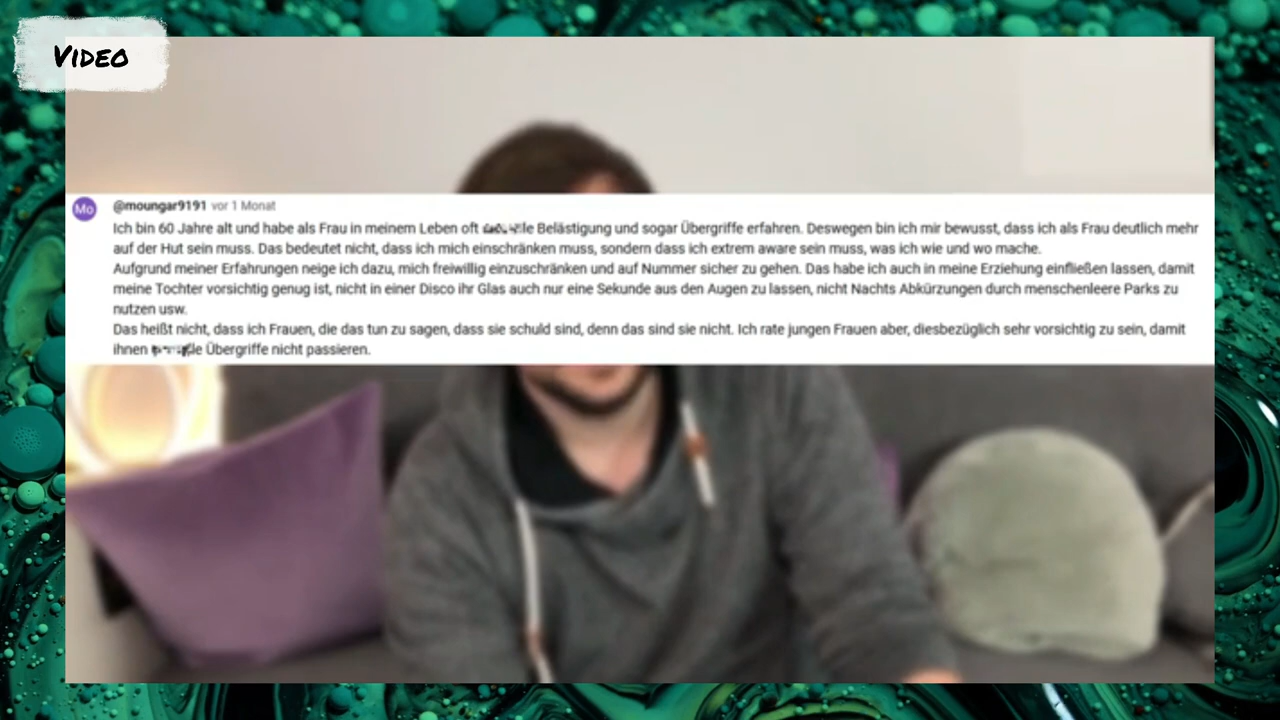 VIDEO
Mo
@moungar9191 vor 1 Monat
Ich bin 60 Jahre alt und habe als Frau in meinem Leben oft le Belästigung und sogar Übergriffe erfahren. Deswegen bin ich mir bewusst, dass ich als Frau deutlich mehr
auf der Hut sein muss. Das bedeutet nicht, dass ich mich einschränken muss, sondern dass ich extrem aware sein muss, was ich wie und wo mache.
Aufgrund meiner Erfahrungen neige ich dazu, mich freiwillig einzuschränken und auf Nummer sicher zu gehen. Das habe ich auch in meine Erziehung einfließen lassen, damit
meine Tochter vorsichtig genug ist, nicht in einer Disco ihr Glas auch nur eine Sekunde aus den Augen zu lassen, nicht Nachts Abkürzungen durch menschenleere Parks zu
nutzen usw.
Das heißt nicht, dass ich Frauen, die das tun zu sagen, dass sie schuld sind, denn das sind sie nicht. Ich rate jungen Frauen aber, diesbezüglich sehr vorsichtig zu sein, damit
ihnen le Übergriffe nicht passieren.